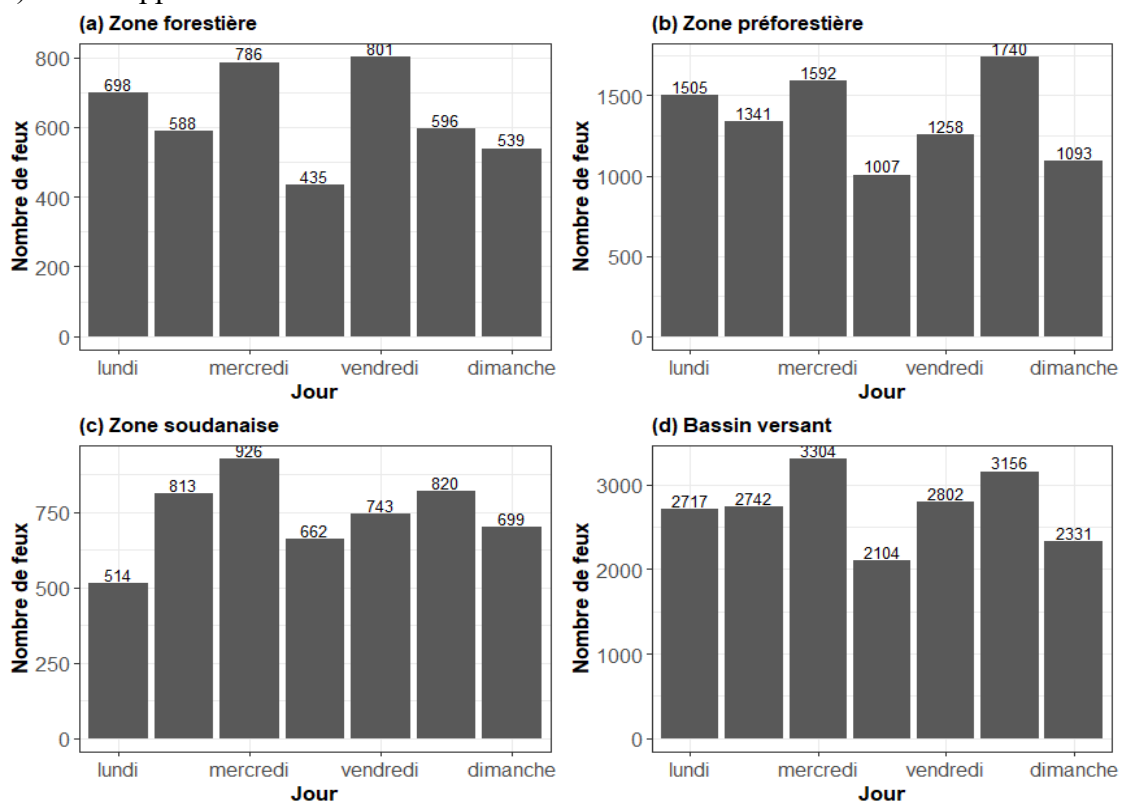 (a) Zone forestière
Nombre de feux
800
600
400
200
0
698
588
786
435
801
596
539
lundi mercredi vendredi dimanche
Jour
(b) Zone préforestière
Nombre de feux
1500
1000
500
0
1505
1341
1592
1007
1258
1740
1093
lundi mercredi vendredi dimanche
Jour
(c) Zone soudanaise
Nombre de feux
750
500
250
0
514
813
926
662
743
820
699
lundi mercredi vendredi dimanche
Jour
(d) Bassin versant
Nombre de feux
3000
2000
1000
0
2717
2742
3304
2104
2802
3156
2331
lundi mercredi vendredi dimanche
Jour